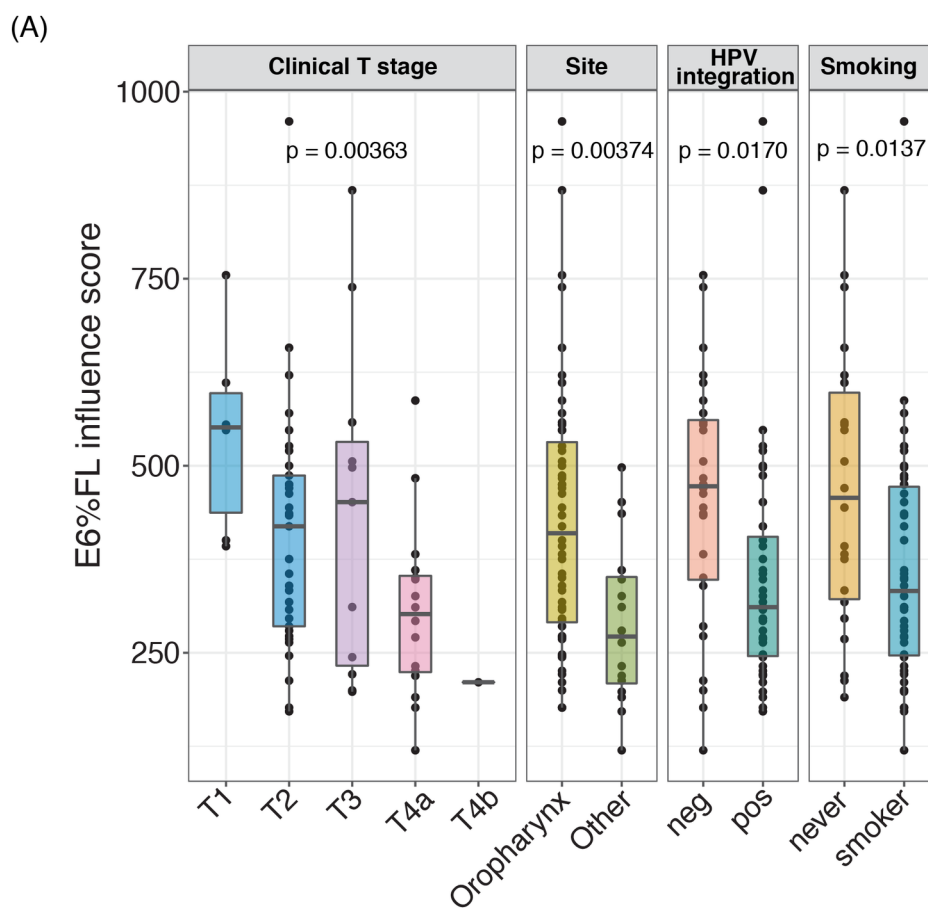 (A)
Clinical T stage
Site
HPV
integration
Smoking
p = 0.00363
p = 0.00374
p = 0.0170
p = 0.0137
E6%FL influence score
1000
750
500
250
T1
T2
T3
T4a
T4b
Oropharynx
Other
neg
pos
never
smoker